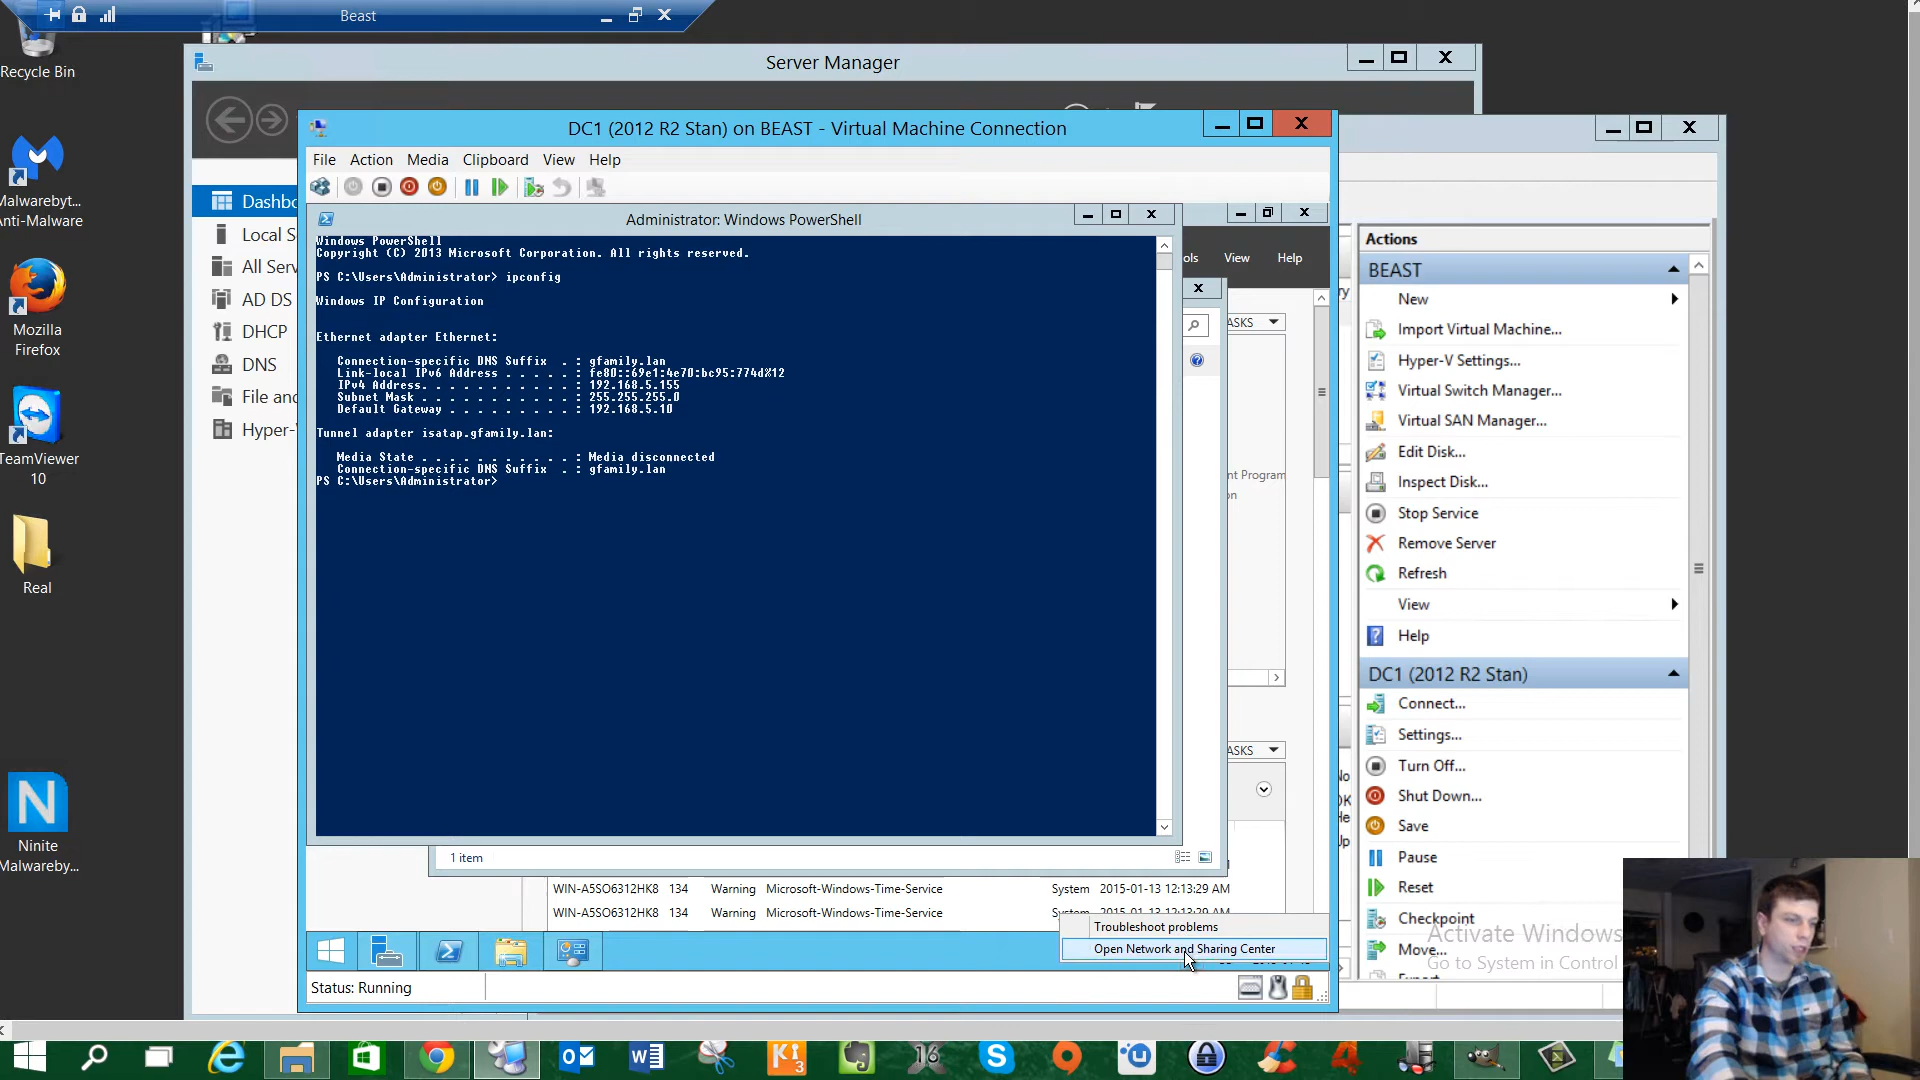 Beast
Recycle Bin
Server Manager
DC1 (2012 R2 Stan) on BEAST - Virtual Machine Connection
File Action Media Clipboard View Help
Malwarebyt...
Anti-Malware
Mozilla
Firefox
TeamViewer
10
Real
Ninite
Malwareby...
Local S
All Serv
AD DS
DHCP
DNS
File and
Hyper-
Administrator: Windows PowerShell
Windows PowerShell
Copyright (C) 2013 Microsoft Corporation. All rights reserved.
PS C:\Users\Administrator> ipconfig
Windows IP Configuration
Ethernet adapter Ethernet:
Connection-specific DNS Suffix . : gfamily.lan
Link-local IPv6 Address . . . . . : fe80::69e1:4e70:bc95:774d%12
IPv4 Address. . . . . . . . . . . : 192.168.5.155
Subnet Mask . . . . . . . . . . . : 255.255.255.0
Default Gateway . . . . . . . . . : 192.168.5.10
Tunnel adapter isatap.gfamily.lan:
Media State . . . . . . . . . . . : Media disconnected
Connection-specific DNS Suffix . : gfamily.lan
PS C:\Users\Administrator>
View Help
1 item
WIN-A5SO6312HK8 134 Warning Microsoft-Windows-Time-Service System 2015-01-13 12:13:29 AM
WIN-A5SO6312HK8 134 Warning Microsoft-Windows-Time-Service System 2015-01-13 12:13:29 AM
Troubleshoot problems
Open Network and Sharing Center
Status: Running
Actions
BEAST
New
Import Virtual Machine...
Hyper-V Settings...
Virtual Switch Manager...
Virtual SAN Manager...
Edit Disk...
Inspect Disk...
Stop Service
Remove Server
Refresh
View
Help
DC1 (2012 R2 Stan)
Connect...
Settings...
Turn Off...
Shut Down...
Save
Pause
Reset
Checkpoint
Move...
Activate Windows
Go to System in Control